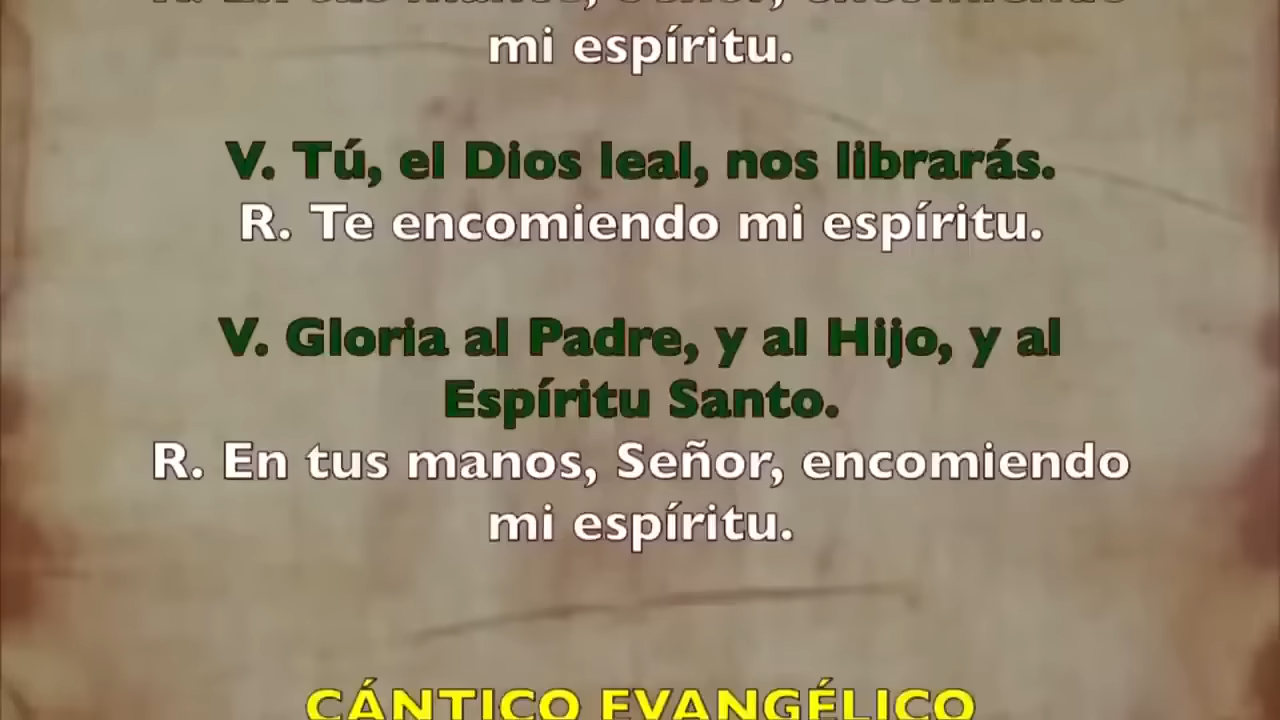 R. En tus manos, Señor, encomiendo
mi espíritu.
V. Tú, el Dios leal, nos librarás.
R. Te encomiendo mi espíritu.
V. Gloria al Padre, y al Hijo, y al
Espíritu Santo.
R. En tus manos, Señor, encomiendo
mi espíritu.
CÁNTICO EVANGÉLICO